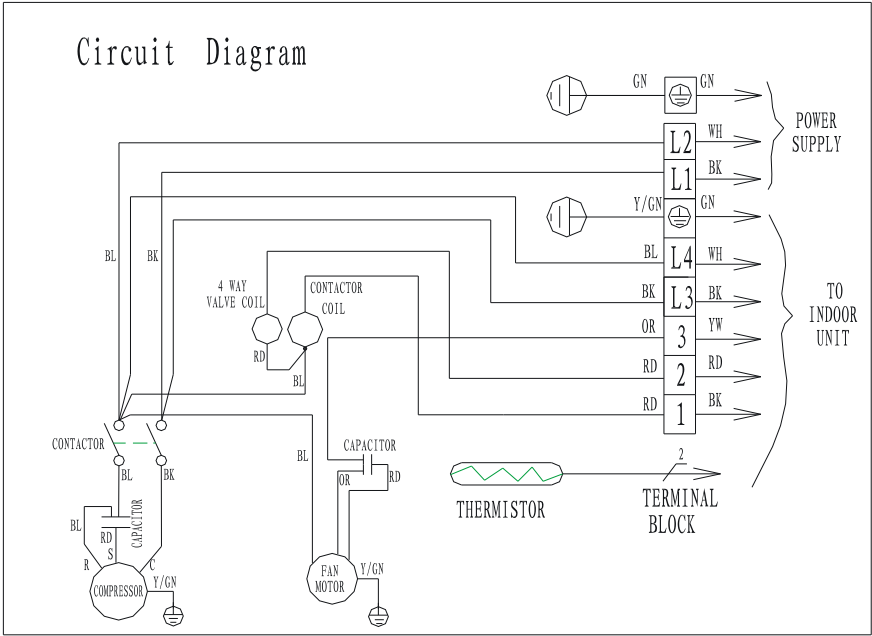 Circuit Diagram
GN
GN
POWER
SUPPLY
L2
WH
L1
BK
Y/GN
GN
BL
BK
BL
L4
WH
4 WAY
VALVE COIL
CONTACTOR
COIL
BK
L3
BK
TO
INDOOR
UNIT
OR
3
YW
RD
RD
2
RD
BL
RD
1
BK
CONTACTOR
BL
CAPACITOR
2
BL
BK
OR
RD
THERMISTOR
TERMINAL
BLOCK
BL
RD
CAPACITOR
S
R
C
COMPRESSOR
Y/GN
FAN
MOTOR
Y/GN